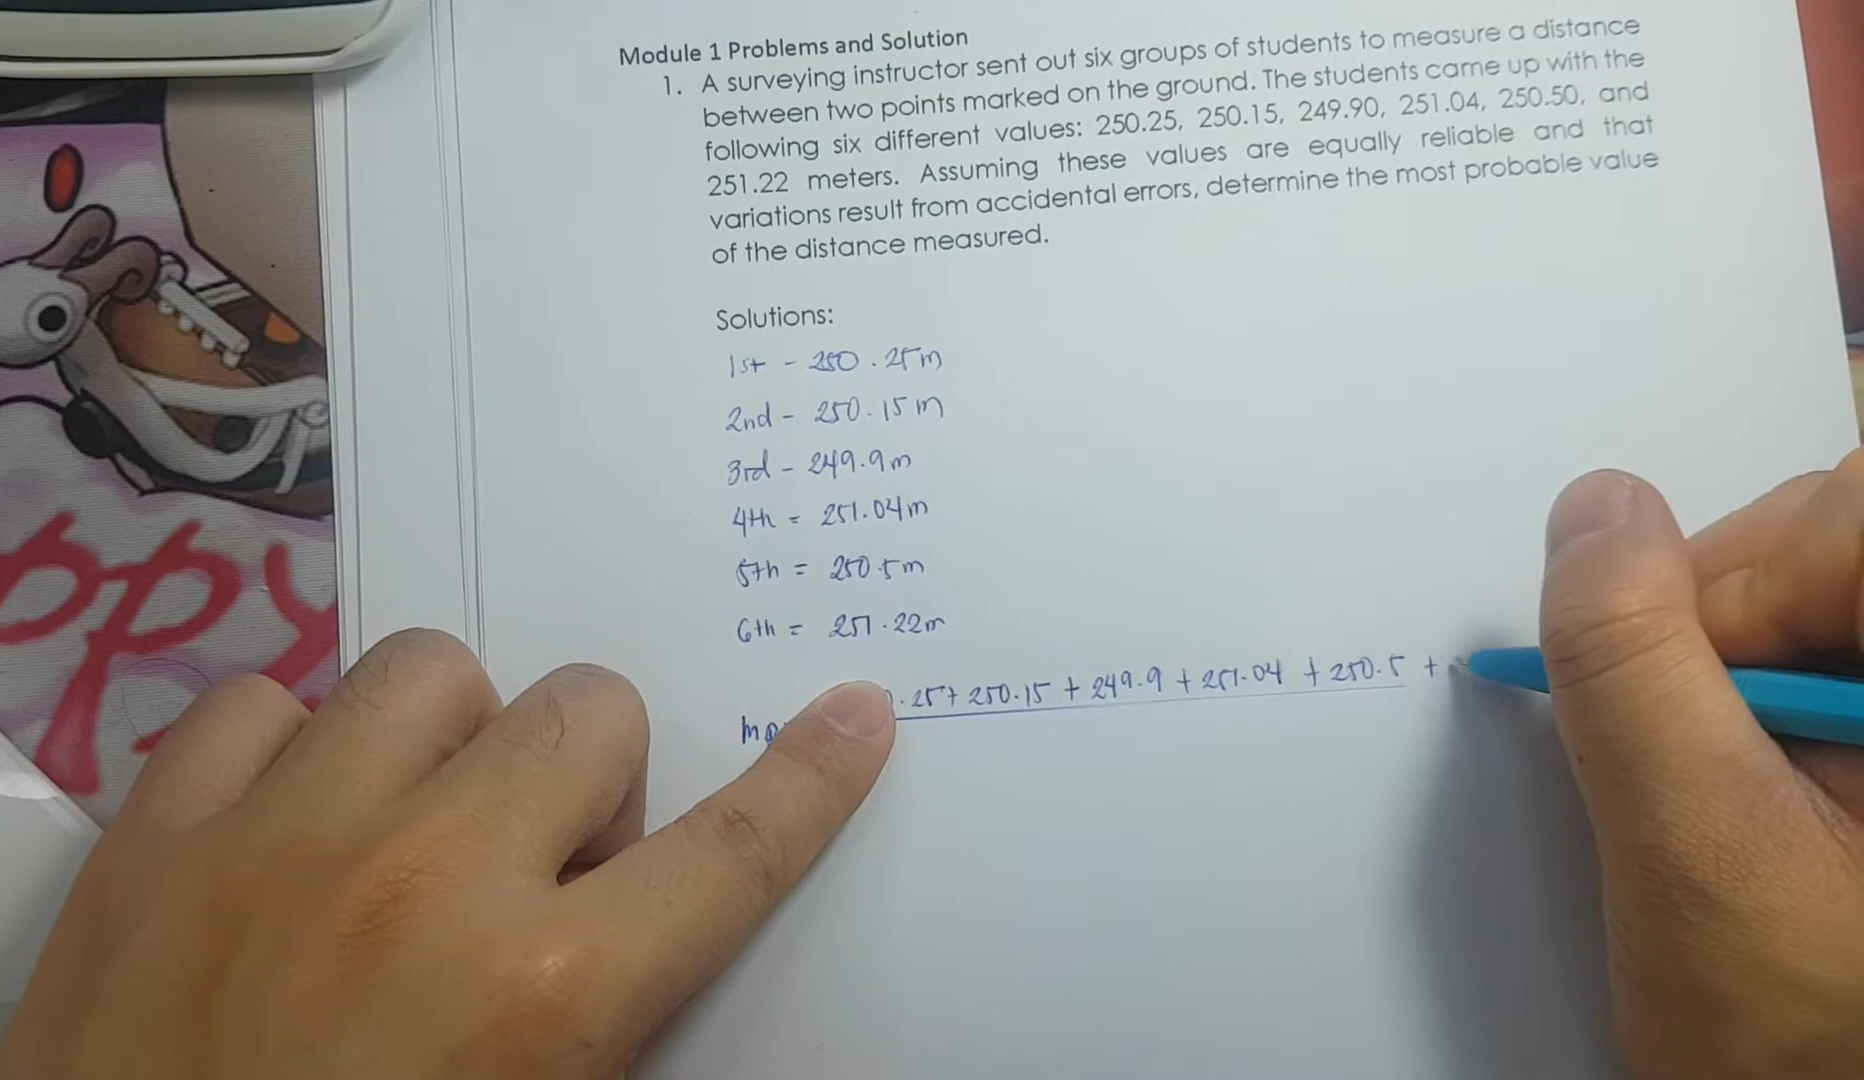 Module 1 Problems and Solution
1. A surveying instructor sent out six groups of students to measure a distance
between two points marked on the ground. The students came up with the
following six different values: 250.25, 250.15, 249.90, 251.04, 250.50, and
251.22 meters. Assuming these values are equally reliable and that
variations result from accidental errors, determine the most probable value
of the distance measured.
Solutions:
1st - 250.25m
2nd - 250.15m
3rd - 249.9m
4th = 251.04m
5th = 250.5m
6th = 251.22m
.25+ 250.15 + 249.9 + 251.04 + 250.5 +